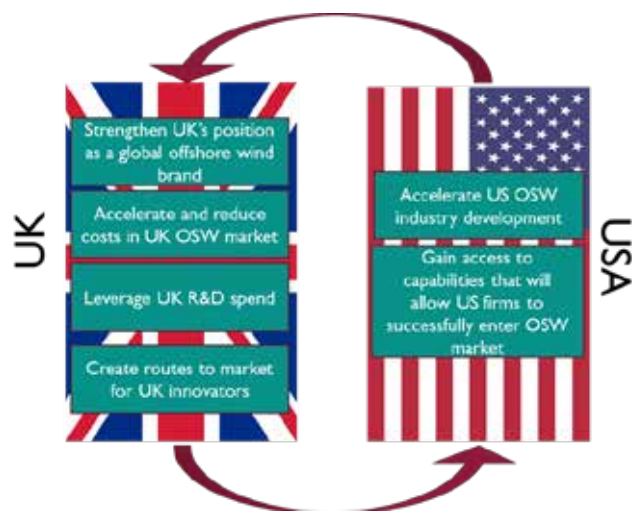 UK
Strengthen UK's position
as a global offshore wind
brand
Accelerate and reduce
costs in UK OSW market
Leverage UK R&D spend
Create routes to market
for UK innovators
Accelerate US OSW
industry development
Gain access to
capabilities that will
allow US firms to
successfully enter OSW
market
USA